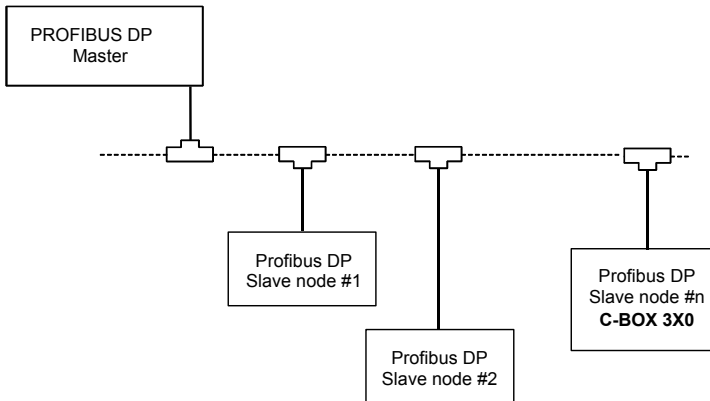 PROFIBUS DP
Master
Profibus DP
Slave node #1
Profibus DP
Slave node #2
Profibus DP
Slave node #n
C-BOX 3X0